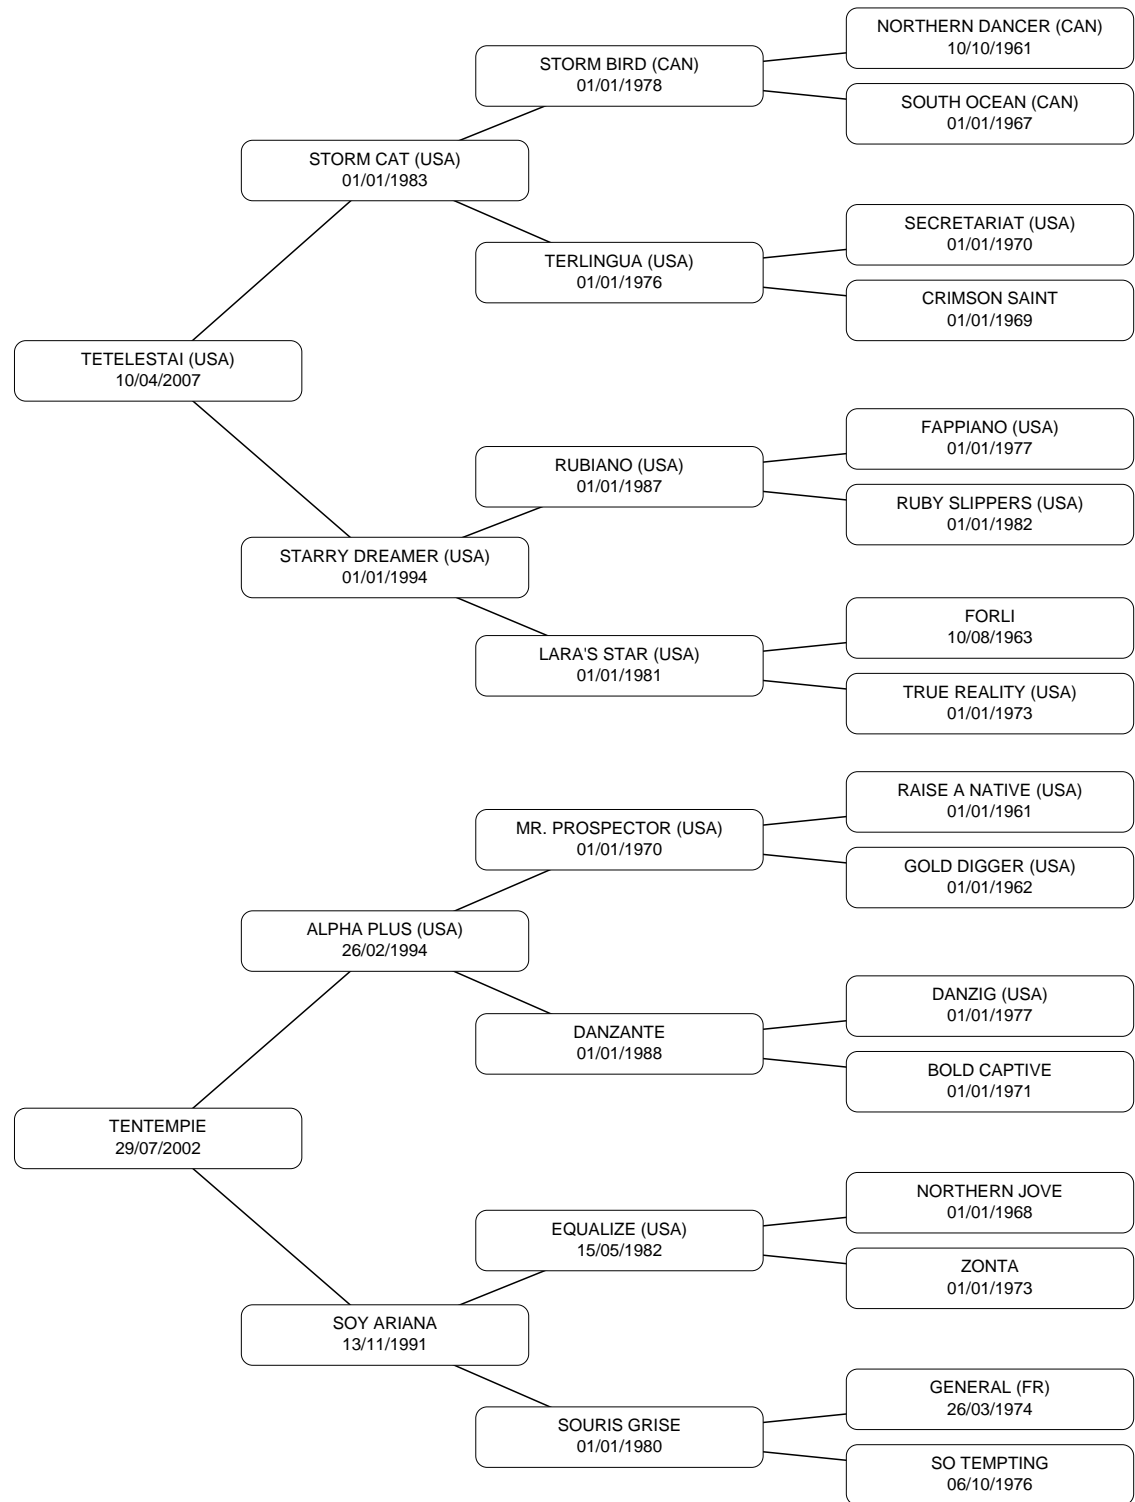 NORTHERN DANCER (CAN)
10/10/1961
STORM BIRD (CAN)
01/01/1978
SOUTH OCEAN (CAN)
01/01/1967
STORM CAT (USA)
01/01/1983
SECRETARIAT (USA)
01/01/1970
TERLINGUA (USA)
01/01/1976
CRIMSON SAINT
01/01/1969
TETELESTAI (USA)
10/04/2007
FAPPIANO (USA)
01/01/1977
RUBIANO (USA)
01/01/1987
RUBY SLIPPERS (USA)
01/01/1982
STARRY DREAMER (USA)
01/01/1994
FORLI
10/08/1963
LARA'S STAR (USA)
01/01/1981
TRUE REALITY (USA)
01/01/1973
RAISE A NATIVE (USA)
01/01/1961
MR. PROSPECTOR (USA)
01/01/1970
GOLD DIGGER (USA)
01/01/1962
ALPHA PLUS (USA)
26/02/1994
DANZIG (USA)
01/01/1977
DANZANTE
01/01/1988
BOLD CAPTIVE
01/01/1971
TENTEMPIE
29/07/2002
NORTHERN JOVE
01/01/1968
EQUALIZE (USA)
15/05/1982
ZONTA
01/01/1973
SOY ARIANA
13/11/1991
GENERAL (FR)
26/03/1974
SOURIS GRISE
01/01/1980
SO TEMPTING
06/10/1976